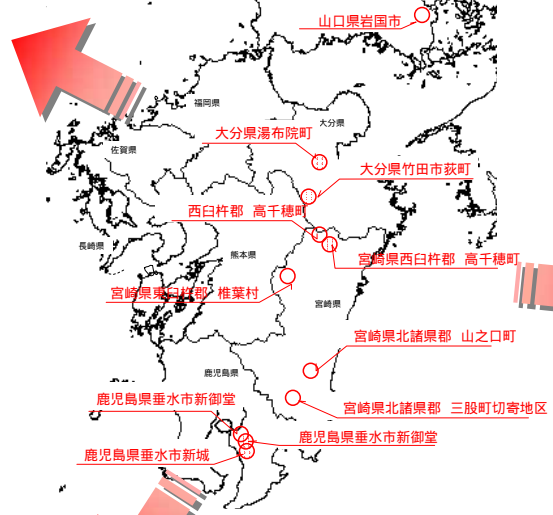 山口県岩国市
福岡県
大分県
大分県湯布院町
佐賀県
大分県竹田市荻町
西臼杵郡 高千穂町
長崎県
熊本県
宮崎県西臼杵郡 高千穂町
宮崎県東臼杵郡 椎葉村
宮崎県
宮崎県北諸県郡 山之口町
鹿児島県
鹿児島県垂水市新御堂
宮崎県北諸県郡 三股町切寄地区
鹿児島県垂水市新御堂
鹿児島県垂水市新城